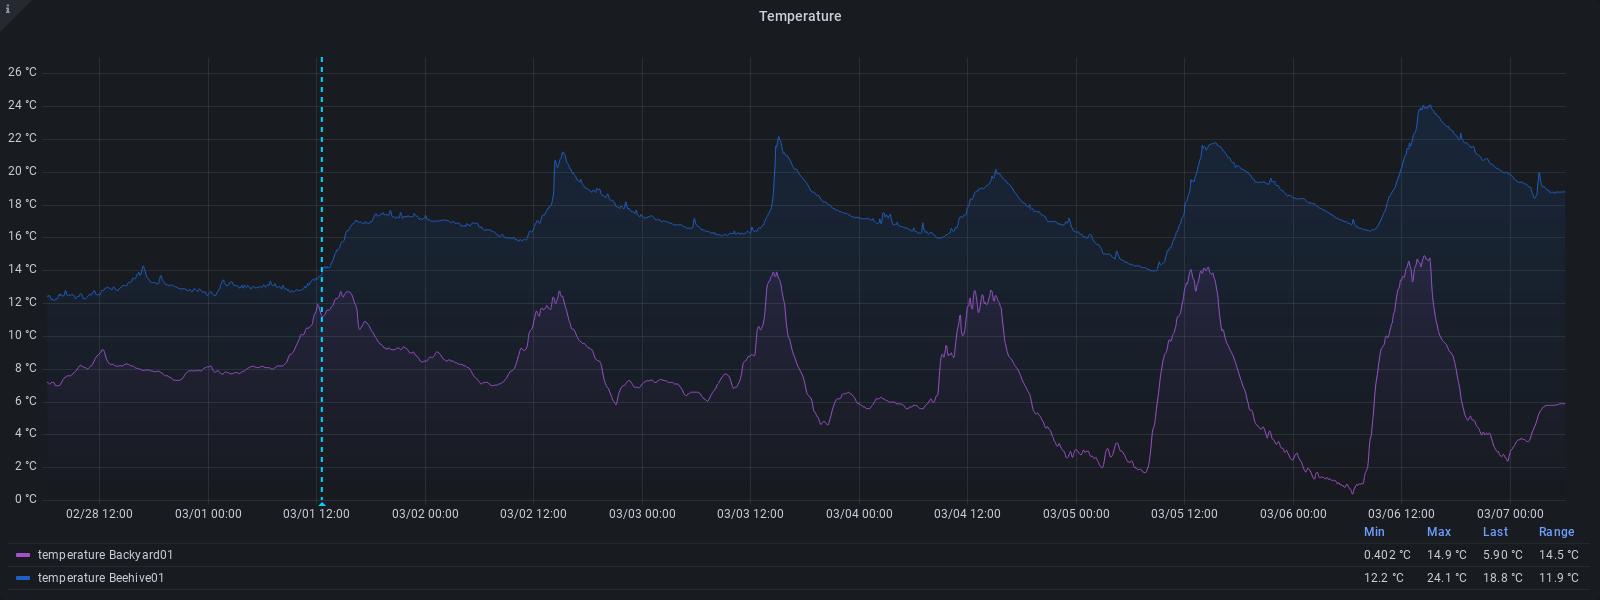 i
Temperature
26 °C
24 °C
22 °C
20 °C
18 °C
16 °C
14 °C
12 °C
10 °C
8 °C
6 °C
4 °C
2 °C
0 °C
02/28 12:00 03/01 00:00 03/01 12:00 03/02 00:00 03/02 12:00 03/03 00:00 03/03 12:00 03/04 00:00 03/04 12:00 03/05 00:00 03/05 12:00 03/06 00:00 03/06 12:00 03/07 00:00
Min Max Last Range
temperature Backyard01 0.402 °C 14.9 °C 5.90 °C 14.5 °C
temperature Beehive01 12.2 °C 24.1 °C 18.8 °C 11.9 °C